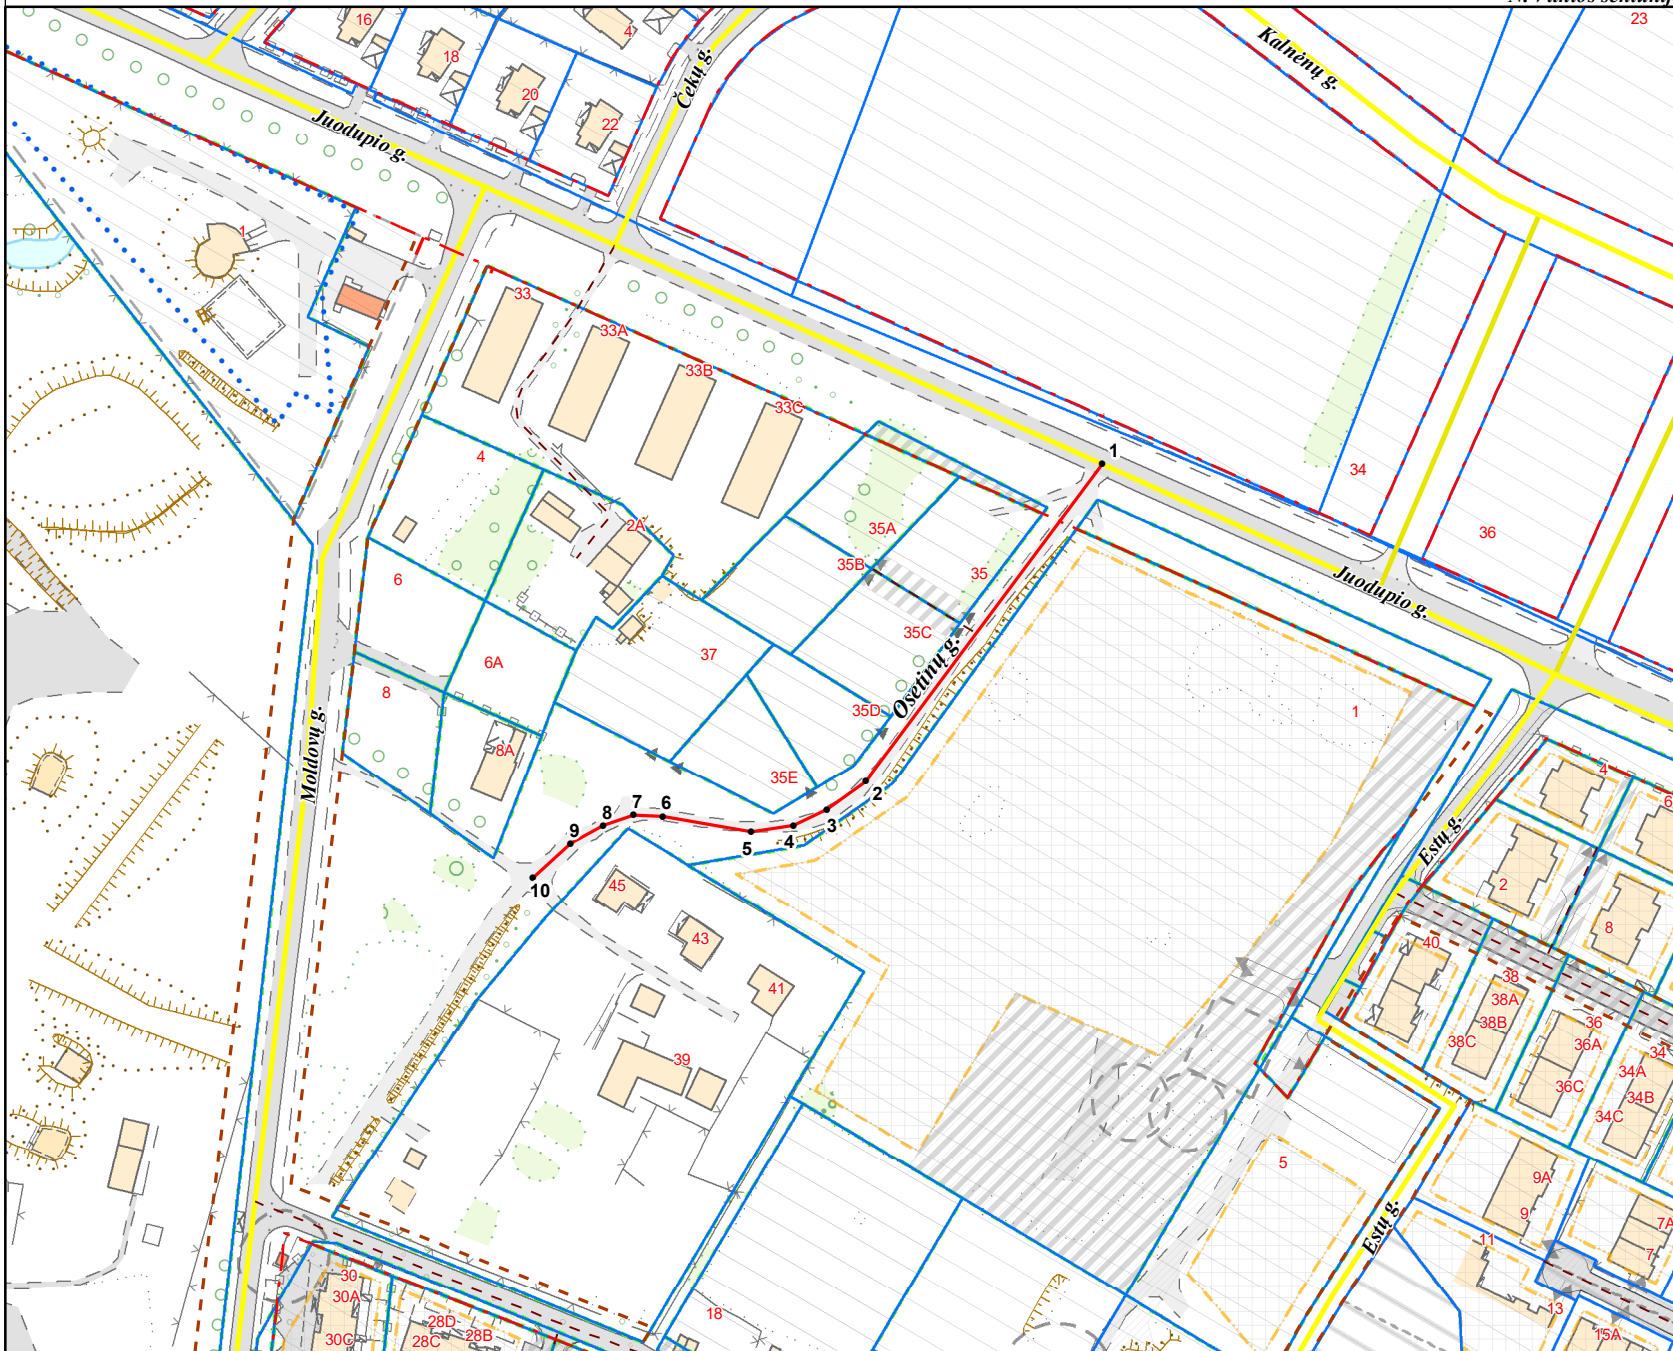 16
18
20
22
4
23
Čekų g.
Kalnėnų g.
Juodupio g.
1
33
33A
33B
33C
1
34
36
4
2A
35A
35B
35
35C
Juodupio g.
6
6A
37
8
8A
35D
Osetinų g.
35E
1
Moldovų g.
2
3
4
5
6
7
8
9
10
4
6
Estų g.
2
8
45
43
41
39
40
38
38A
38B
38C
36
36A
36C
34
34A
34B
34C
5
9A
9
7A
7
11
13
15A
Estų g.
30
30A
30C
28D
28C
28B
18